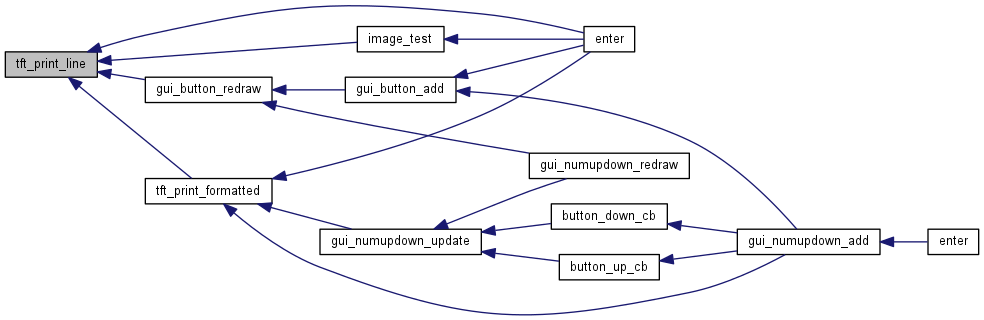 image_test
enter
tft_print_line
gui_button_redraw
gui_button_add
gui_numupdown_redraw
tft_print_formatted
button_down_cb
gui_numupdown_update
gui_numupdown_add
enter
button_up_cb